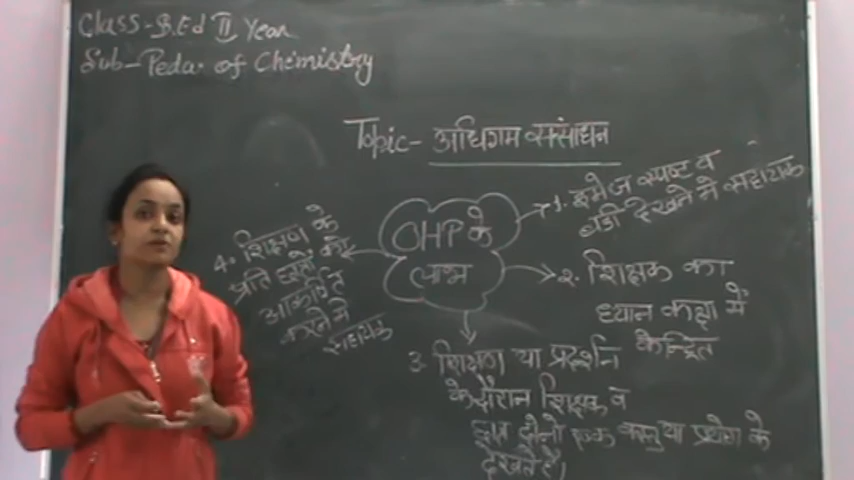 Class-B.Ed II Year
Sub-Peda. of Chemistry
Topic- अधिगम संसाधन
OHP के
लाभ
1. इमेज स्पष्ट व
बडी देखने मे सहायक
2. शिक्षक का
ध्यान कक्षा में
केन्द्रित
3. शिक्षण या प्रदर्शन
के दौरान शिक्षक व
छात्र दोनो एक वस्तु या प्रयोग के
देखते है।
4. शिक्षण के
प्रति छात्रों को
आकर्षित
करने मे
सहायक